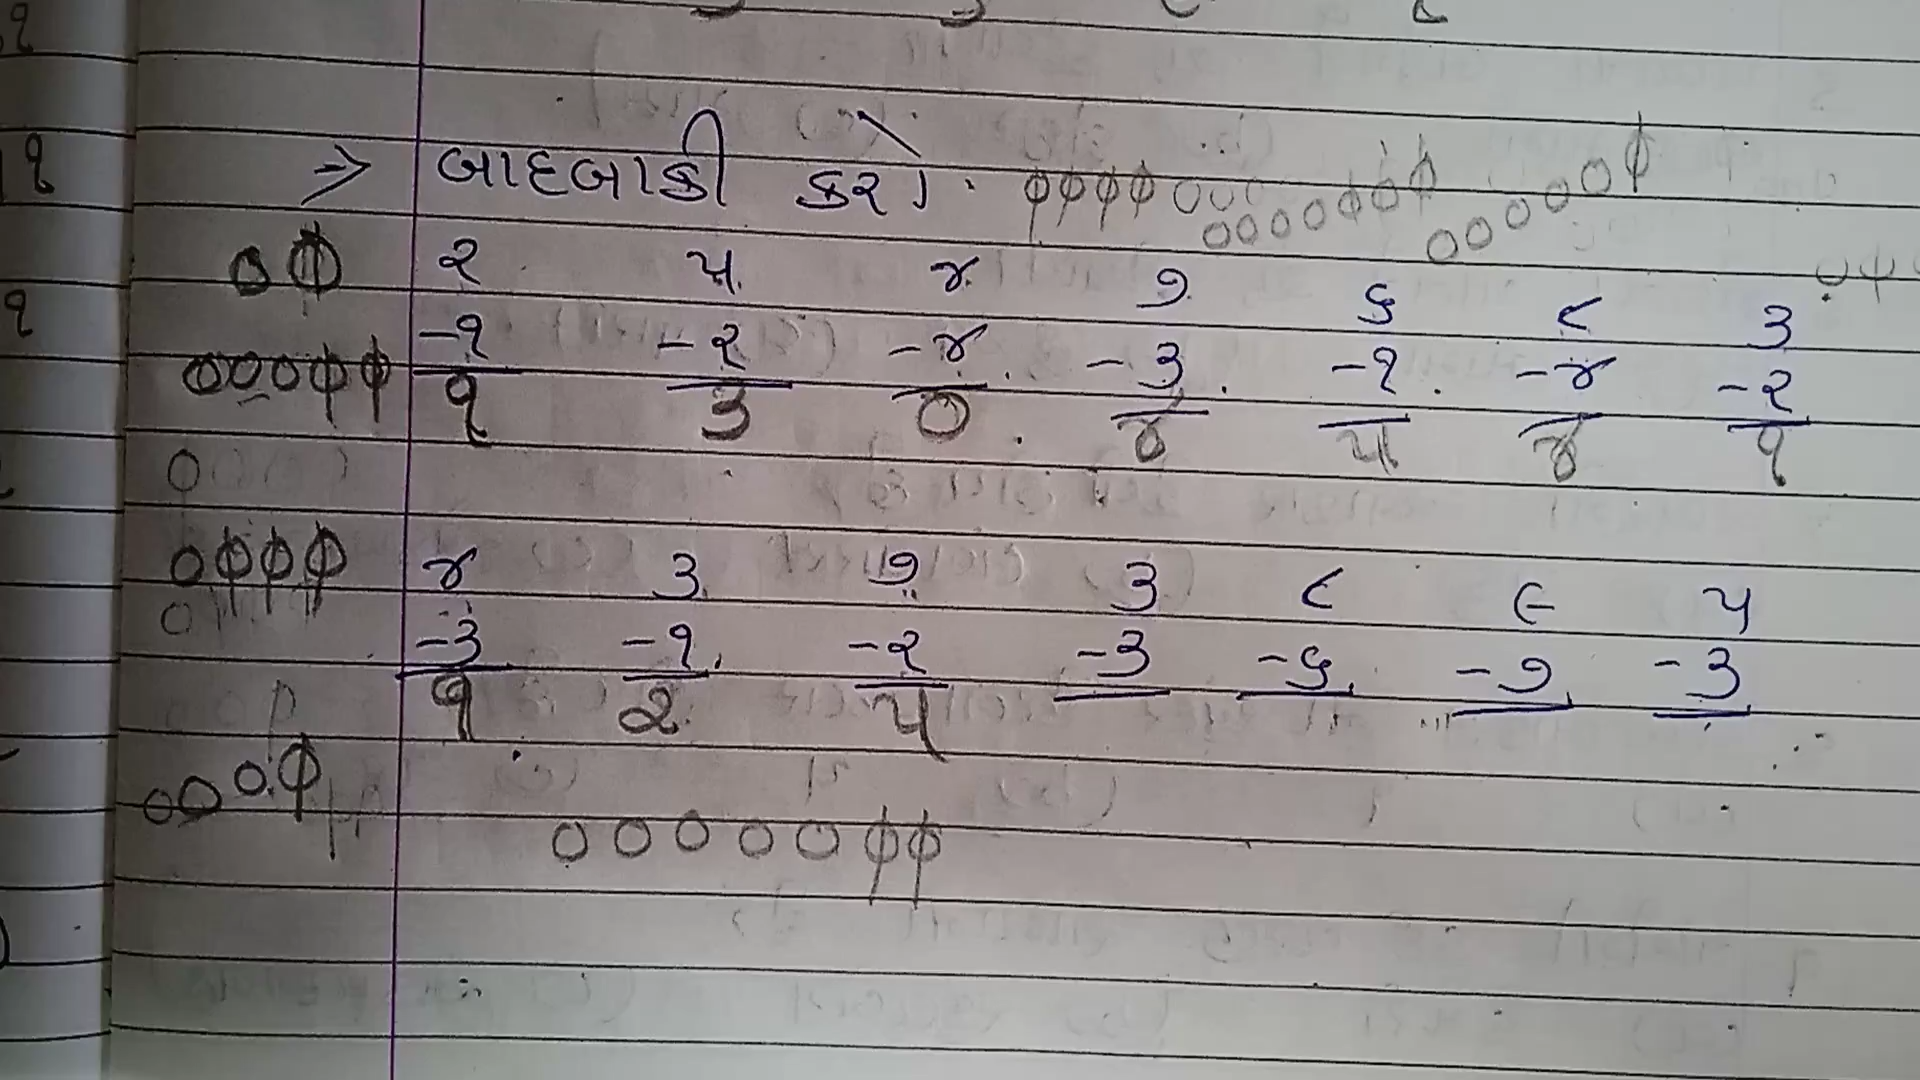 → બાદબાકી કરો.
૨ ૫ ૪ ૭ ૬ ૮ ૩
-૧ -૨ -૪ -૩ -૧ -૪ -૨
૧ ૩ ૦ ૪ ૫ ૪ ૧
૪ ૩ ૭ ૩ ૮ ૯ ૫
-૩ -૧ -૨ -૩ -૬ -૭ -૩
૧ ૨ ૫